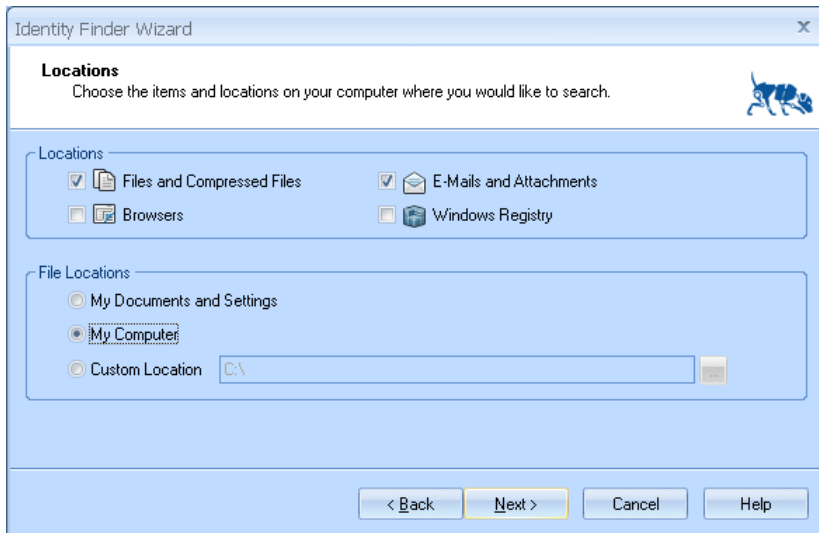 Identity Finder Wizard
X
Locations
Choose the items and locations on your computer where you would like to search.
Locations
Files and Compressed Files E-Mails and Attachments
Browsers Windows Registry
File Locations
My Documents and Settings
My Computer
Custom Location C:\ ...
< Back Next > Cancel Help